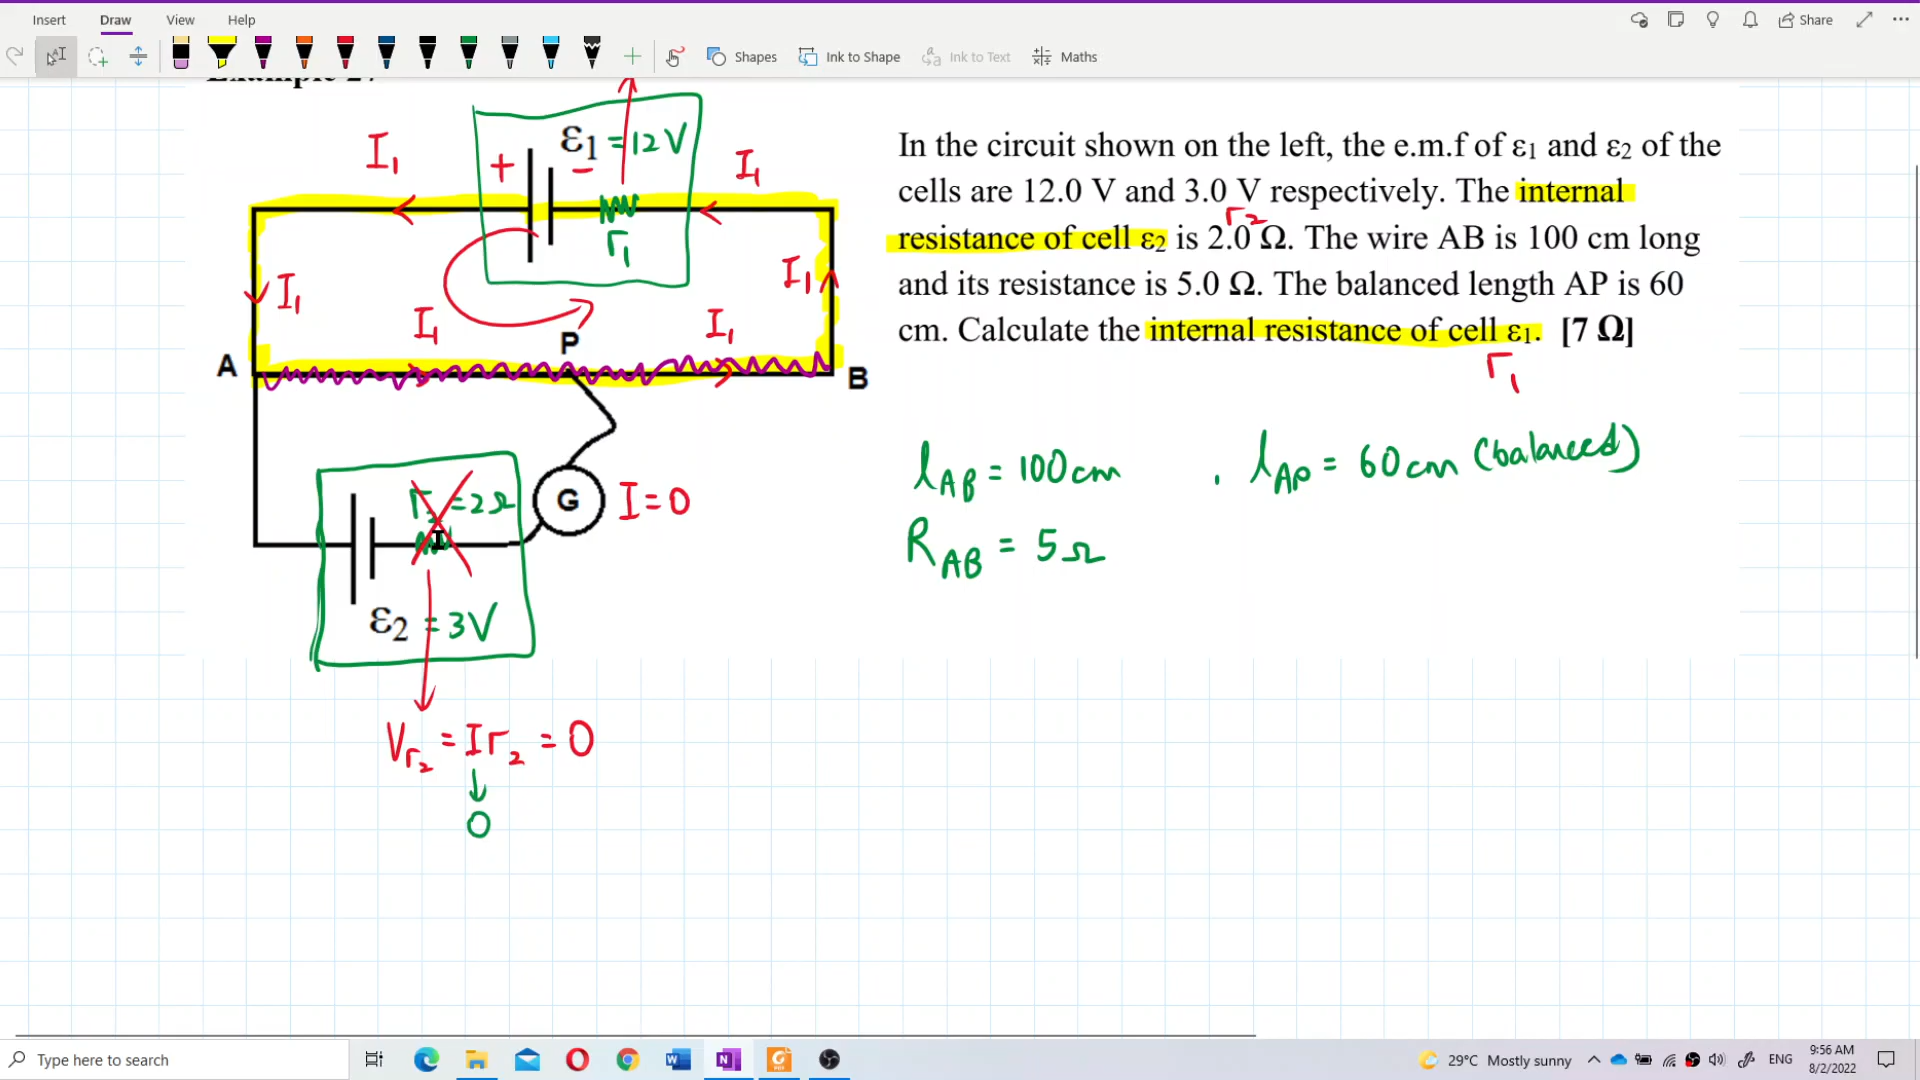 Insert Draw View Help
Share
Shapes Ink to Shape Ink to Text Maths
Example 27
ε1 = 12V
+ −
I1 I1
r1
I1 I1
I1 I1
P
A B
In the circuit shown on the left, the e.m.f of ε1 and ε2 of the
cells are 12.0 V and 3.0 V respectively. The internal
r2
resistance of cell ε2 is 2.0 Ω. The wire AB is 100 cm long
and its resistance is 5.0 Ω. The balanced length AP is 60
cm. Calculate the internal resistance of cell ε1. [7 Ω]
r1
lAB = 100cm , lAP = 60cm (balanced)
RAB = 5Ω
r2 = 2Ω
G I = 0
ε2 = 3V
Vr2 = Ir2 = 0
0
Type here to search
29°C Mostly sunny
ENG
9:56 AM
8/2/2022